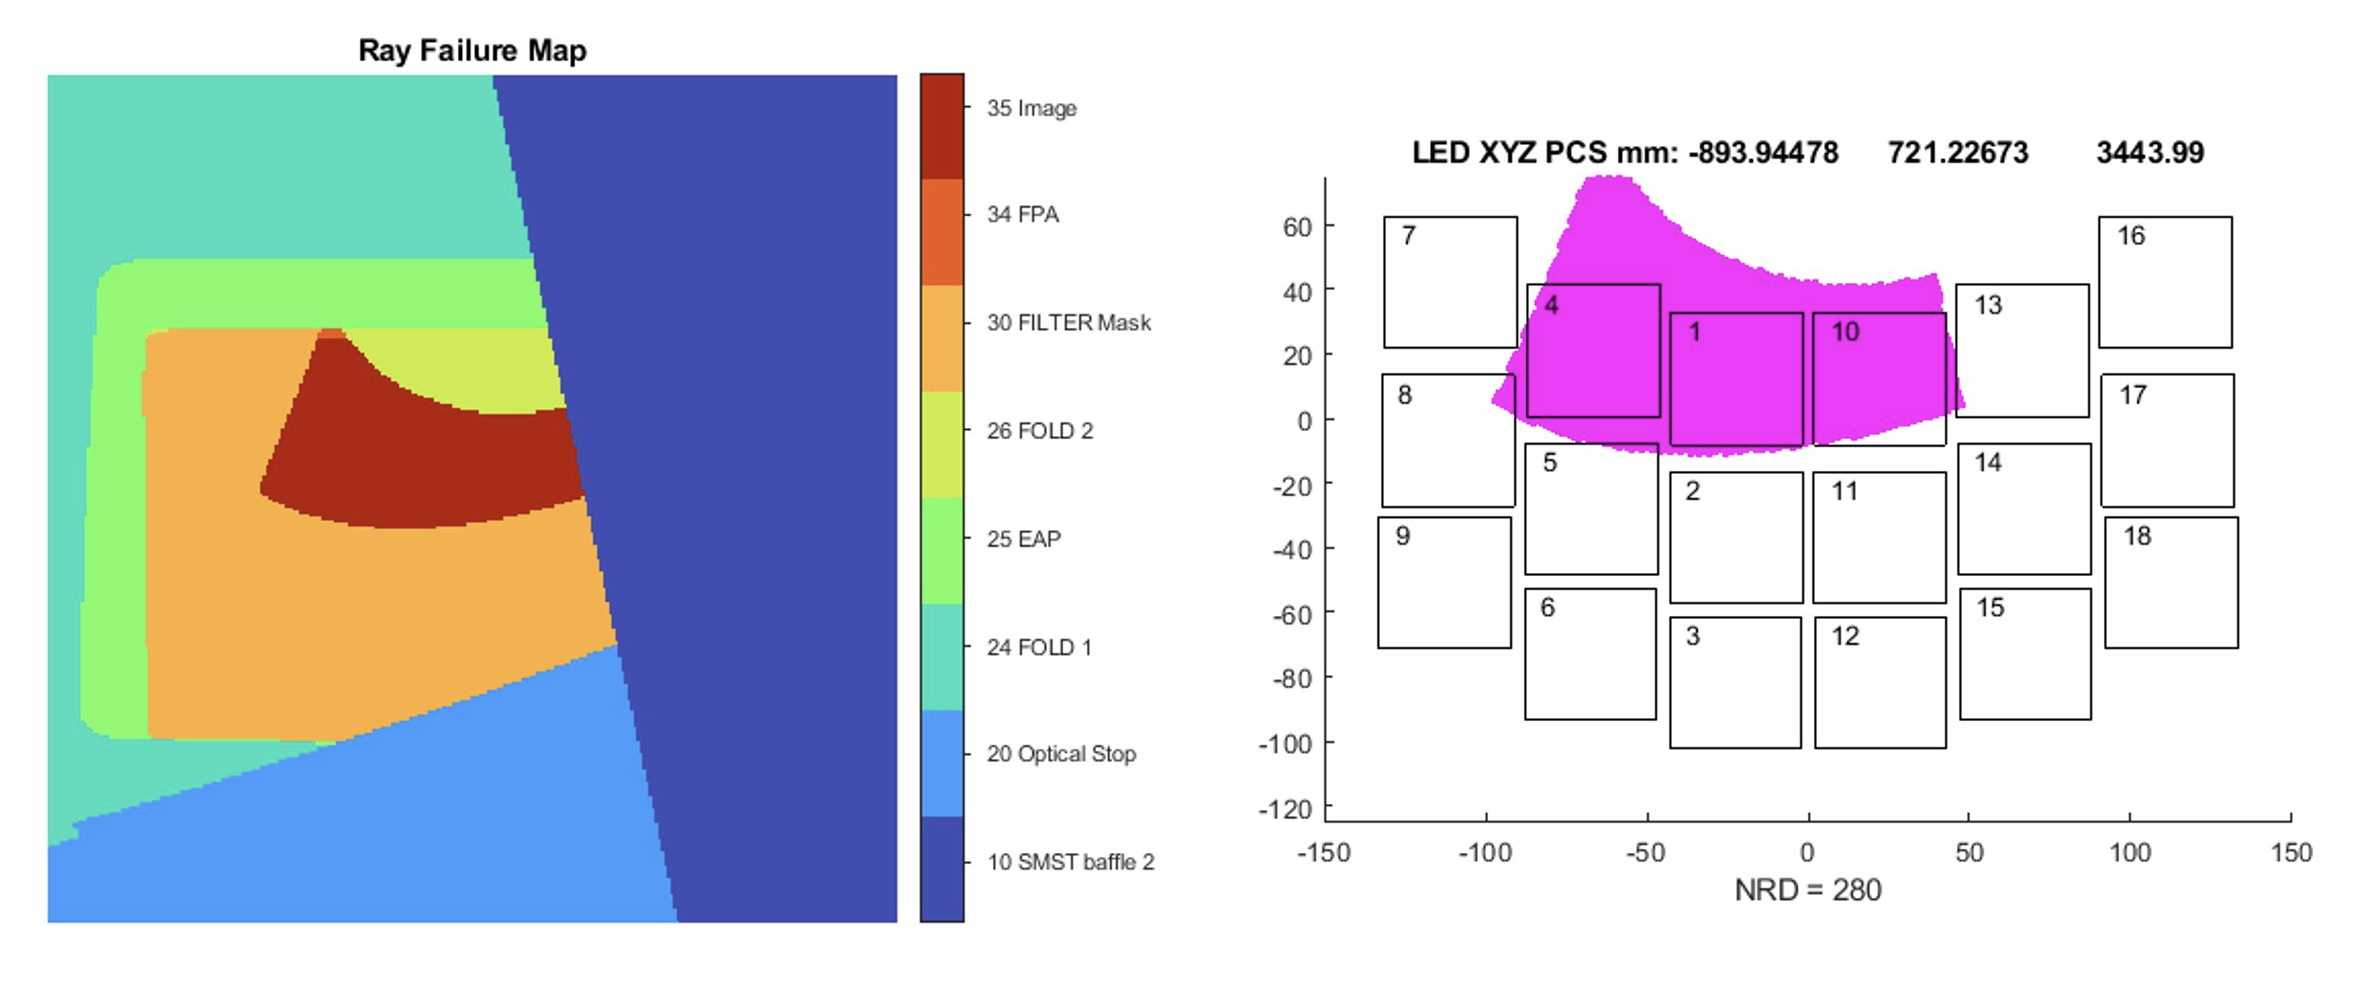 Ray Failure Map
35 Image
34 FPA
30 FILTER Mask
26 FOLD 2
25 EAP
24 FOLD 1
20 Optical Stop
10 SMST baffle 2
LED XYZ PCS mm: -893.94478 721.22673 3443.99
60
40
20
0
-20
-40
-60
-80
-100
-120
7
16
4
13
1
10
8
17
5
14
2
11
9
18
6
15
3
12
-150 -100 -50 0 50 100 150
NRD = 280